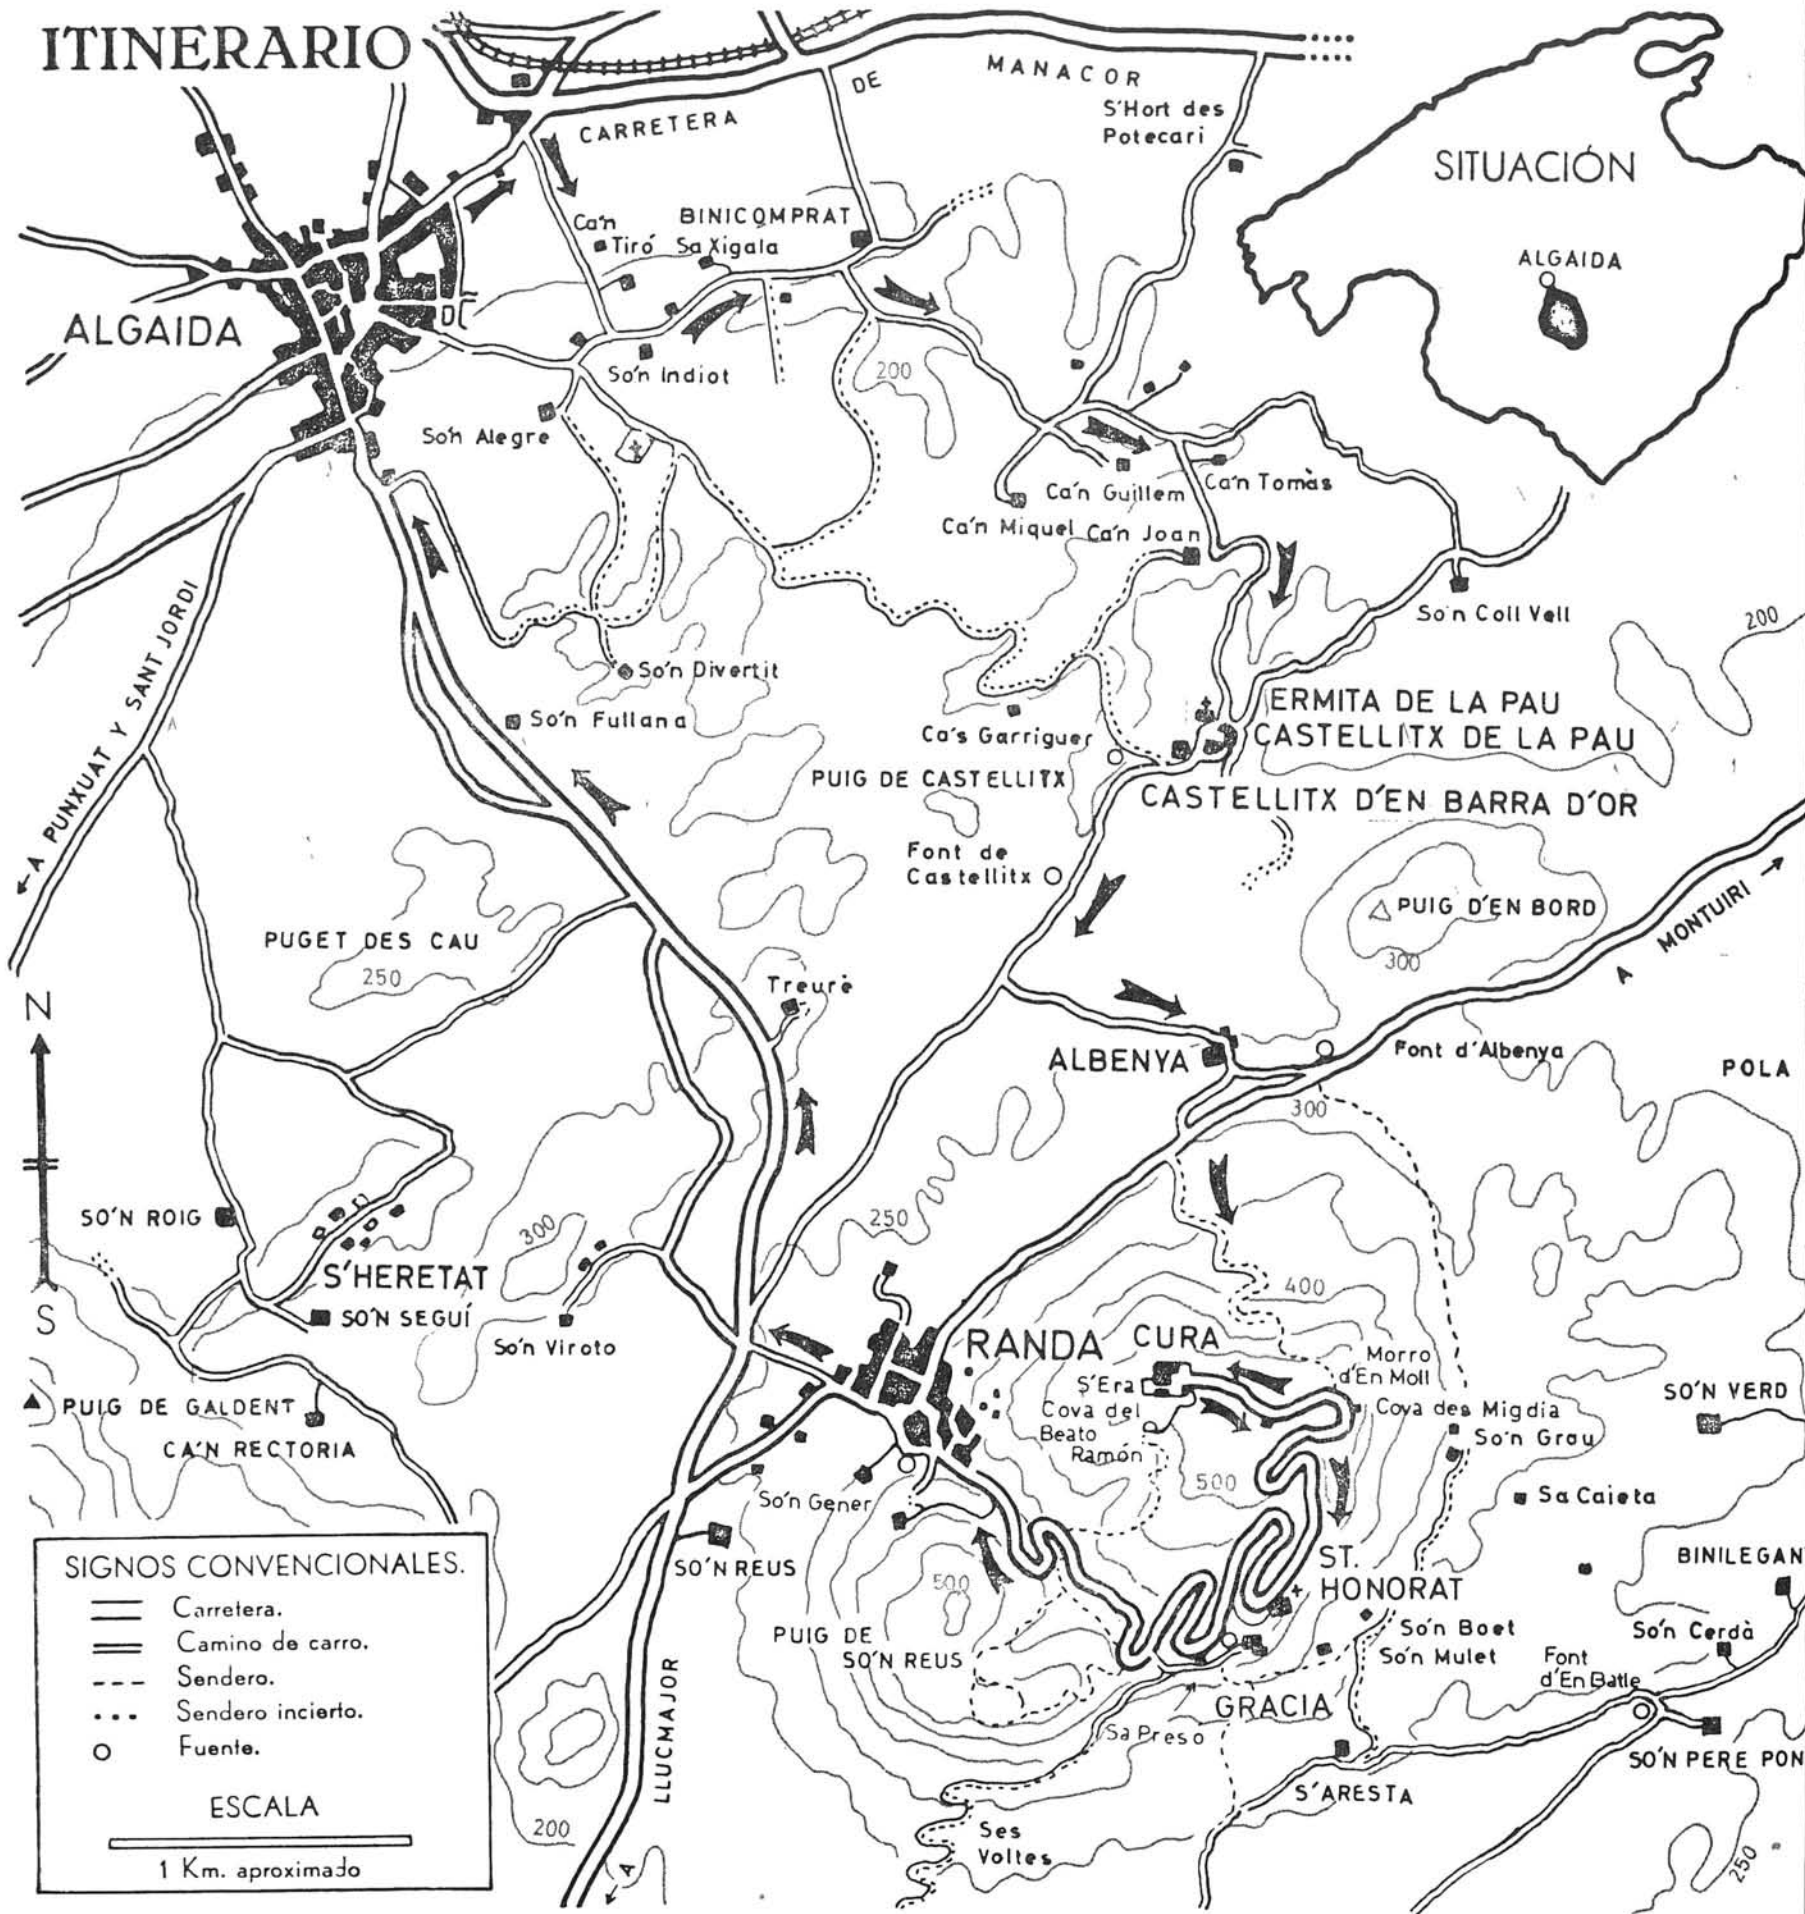 ITINERARIO
CARRETERA
DE
MANACOR
S'Hort des
Potecari
SITUACIÓN
ALGAIDA
Ca'n
Tiró
Sa Xigala
BINICOMPRAT
ALGAIDA
So'n Indiot
200
So'n Alegre
Ca'n Guillem
Ca'n Tomàs
Ca'n Miquel
Ca'n Joan
So'n Coll Vell
200
A PUNXUAT Y SANT JORDI
So'n Divertit
So'n Fullana
ERMITA DE LA PAU
CASTELLITX DE LA PAU
Ca's Garriguer
PUIG DE CASTELLITX
CASTELLITX D'EN BARRA D'OR
Font de
Castellitx
PUIG D'EN BORD
300
A MONTUIRI
PUGET DES CAU
250
Treurè
N
ALBENYA
Font d'Albenya
POLA
300
SO'N ROIG
300
250
S'HERETAT
400
S
SO'N SEGUÍ
So'n Viroto
RANDA
CURA
Morro
d'En Moll
S'Era
PUIG DE GALDENT
Cova del
Beato
Ramón
Cova des Migdia
SO'N VERD
CA'N RECTORIA
So'n Grau
500
So'n Gener
Sa Caieta
SO'N REUS
ST.
HONORAT
BINILEGAN
500
PUIG DE
SO'N REUS
So'n Boet
So'n Mulet
So'n Cerdà
Font
d'En Batle
GRACIA
Sa Preso
SO'N PERE PON
S'ARESTA
LLUCMAJOR
A
200
Ses
Voltes
250
SIGNOS CONVENCIONALES.
Carretera.
Camino de carro.
Sendero.
Sendero incierto.
Fuente.
ESCALA
1 Km. aproximado